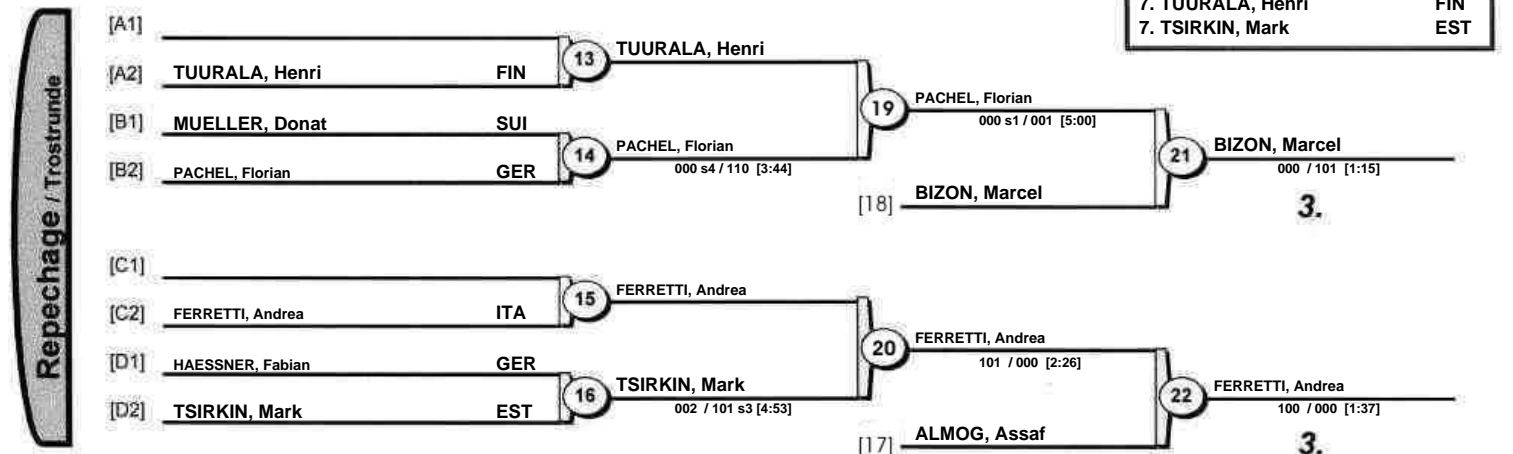 7. TUURALA, Henri FIN
7. TSIRKIN, Mark EST
Repechage / Trostrunde
[A1]
[A2] TUURALA, Henri FIN
13
TUURALA, Henri
[B1] MUELLER, Donat SUI
[B2] PACHEL, Florian GER
14
PACHEL, Florian
000 s4 / 110 [3:44]
19
PACHEL, Florian
000 s1 / 001 [5:00]
[18] BIZON, Marcel
21
BIZON, Marcel
000 / 101 [1:15]
3.
[C1]
[C2] FERRETTI, Andrea ITA
15
FERRETTI, Andrea
[D1] HAESSNER, Fabian GER
[D2] TSIRKIN, Mark EST
16
TSIRKIN, Mark
002 / 101 s3 [4:53]
20
FERRETTI, Andrea
101 / 000 [2:26]
[17] ALMOG, Assaf
22
FERRETTI, Andrea
100 / 000 [1:37]
3.